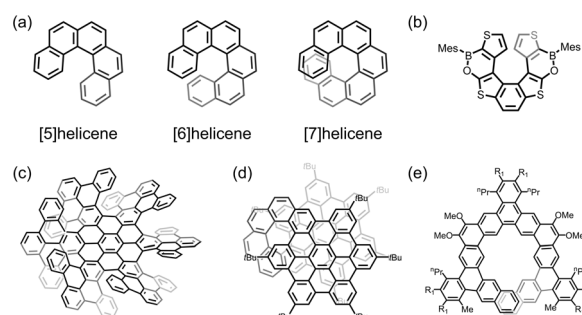 (a)
[5]helicene
[6]helicene
[7]helicene
(b)
S
S
Mes
B
B
Mes
O
O
S
S
(c)
(d)
tBu
tBu
tBu
tBu
tBu
(e)
R1
R1
nPr
nPr
MeO
OMe
MeO
OMe
nPr
R1
R1
Me
Me